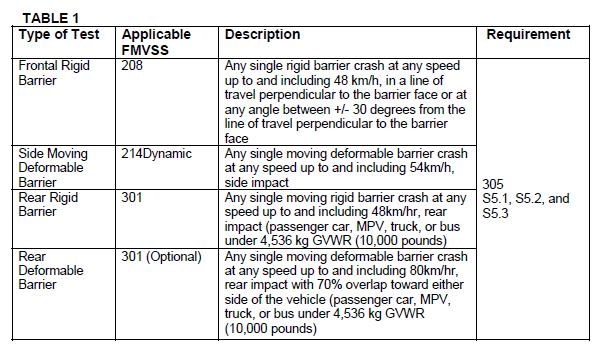 TABLE 1
Type of Test
Applicable
FMVSS
Description
Requirement
Frontal Rigid
Barrier
208
Any single rigid barrier crash at any speed
up to and including 48 km/h, in a line of
travel perpendicular to the barrier face or at
any angle between +/- 30 degrees from the
line of travel perpendicular to the barrier
face
Side Moving
Deformable
Barrier
214Dynamic
Any single moving deformable barrier crash
at any speed up to and including 54km/h,
side impact
Rear Rigid
Barrier
301
Any single moving rigid barrier crash at any
speed up to and including 48km/hr, rear
impact (passenger car, MPV, truck, or bus
under 4,536 kg GVWR (10,000 pounds)
Rear
Deformable
Barrier
301 (Optional)
Any single moving deformable barrier crash
at any speed up to and including 80km/hr,
rear impact with 70% overlap toward either
side of the vehicle (passenger car, MPV,
truck, or bus under 4,536 kg GVWR
(10,000 pounds)
305
S5.1, S5.2, and
S5.3